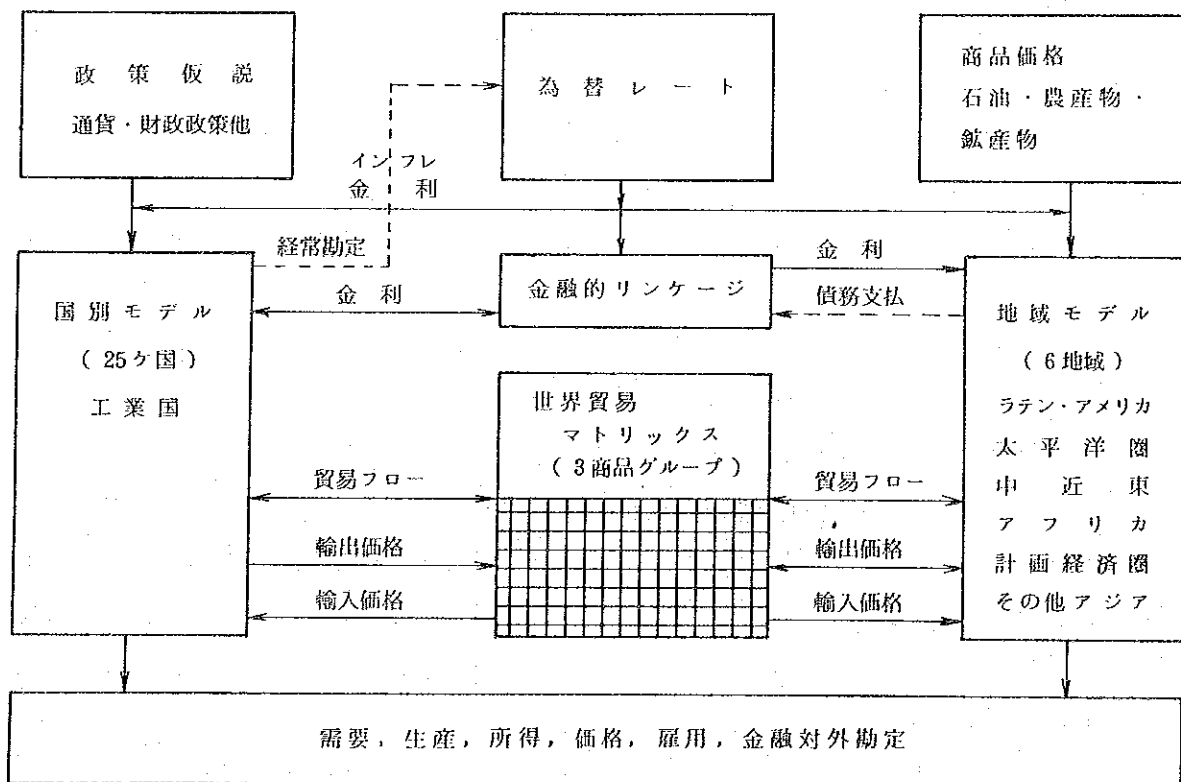 政策仮説
通貨・財政政策他
為替レート
商品価格
石油・農産物・
鉱産物
インフレ
金利
経常勘定
金利
国別モデル
(25ケ国)
工業国
金融的リンケージ
金利
債務支払
地域モデル
(6地域)
ラテン・アメリカ
太平洋圏
中近東
アフリカ
計画経済圏
その他アジア
世界貿易
マトリックス
(3商品グループ)
貿易フロー
輸出価格
輸入価格
貿易フロー
輸出価格
輸入価格
需要,生産,所得,価格,雇用,金融対外勘定